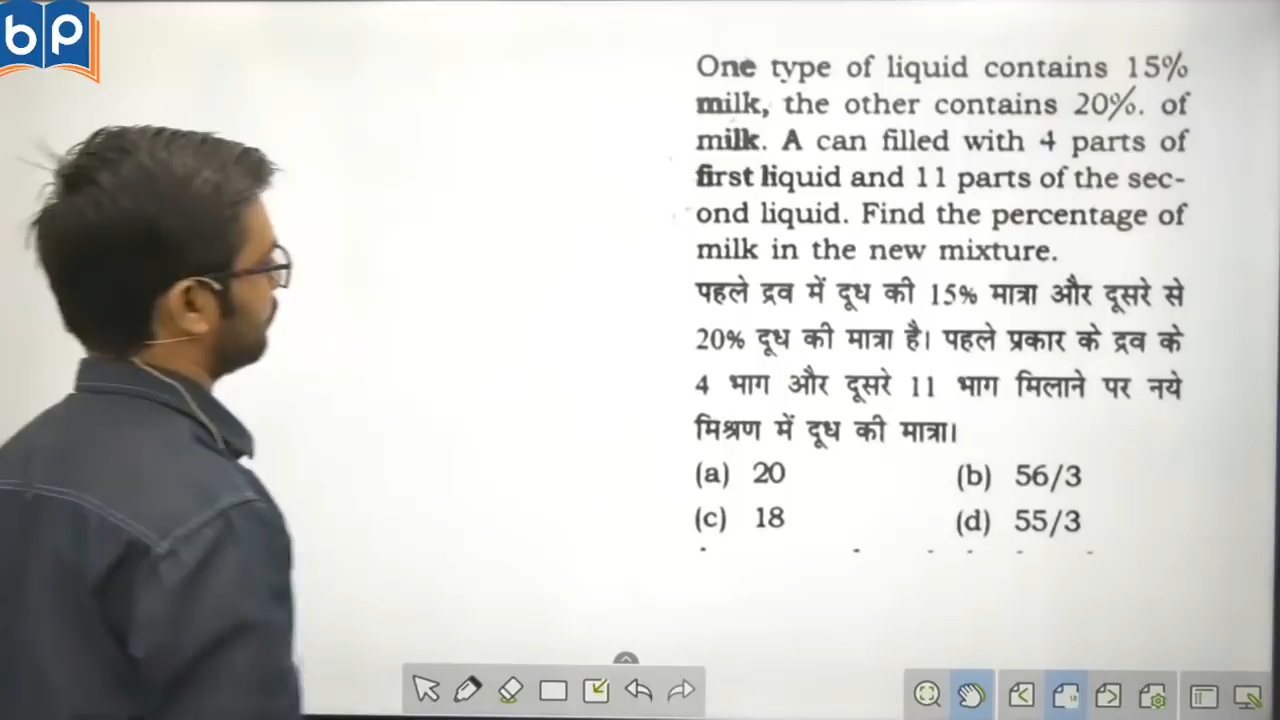 bp
One type of liquid contains 15%
milk, the other contains 20%. of
milk. A can filled with 4 parts of
first liquid and 11 parts of the sec-
ond liquid. Find the percentage of
milk in the new mixture.
पहले द्रव में दूध की 15% मात्रा और दूसरे से
20% दूध की मात्रा है। पहले प्रकार के द्रव के
4 भाग और दूसरे 11 भाग मिलाने पर नये
मिश्रण में दूध की मात्रा।
(a) 20 (b) 56/3
(c) 18 (d) 55/3